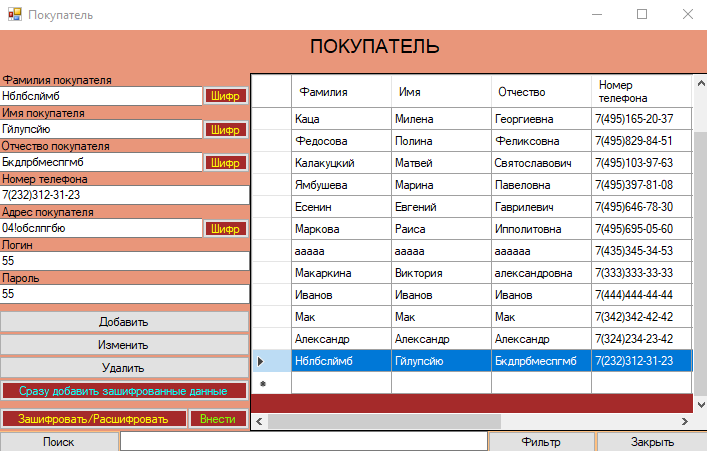 Покупатель
ПОКУПАТЕЛЬ
Фамилия покупателя
Нблбслймб
Шифр
Имя покупателя
Гйлупсйю
Шифр
Отчество покупателя
Бкдлрбмеспгмб
Шифр
Номер телефона
7(232)312-31-23
Адрес покупателя
04!обслпгбю
Шифр
Логин
55
Пароль
55
Добавить
Изменить
Удалить
Сразу добавить зашифрованные данные
Зашифровать/Расшифровать Внести
Фамилия Имя Отчество Номер телефона
Каца Милена Георгиевна 7(495)165-20-37
Федосова Полина Феликсовна 7(495)829-84-51
Калакуцкий Матвей Святославович 7(495)103-97-63
Ямбушева Марина Павеловна 7(495)397-81-08
Есенин Евгений Гаврилевич 7(495)646-78-30
Маркова Раиса Ипполитовна 7(495)695-05-60
ааааа ааааа аааааа 7(435)345-34-53
Макаркина Виктория александровна 7(333)333-33-33
Иванов Иванов Иванов 7(444)444-44-44
Мак Мак Мак 7(342)342-42-42
Александр Александр Александр 7(324)234-23-42
Нблбслймб Гйлупсйю Бкдлрбмеспгмб 7(232)312-31-23
Поиск Фильтр Закрыть